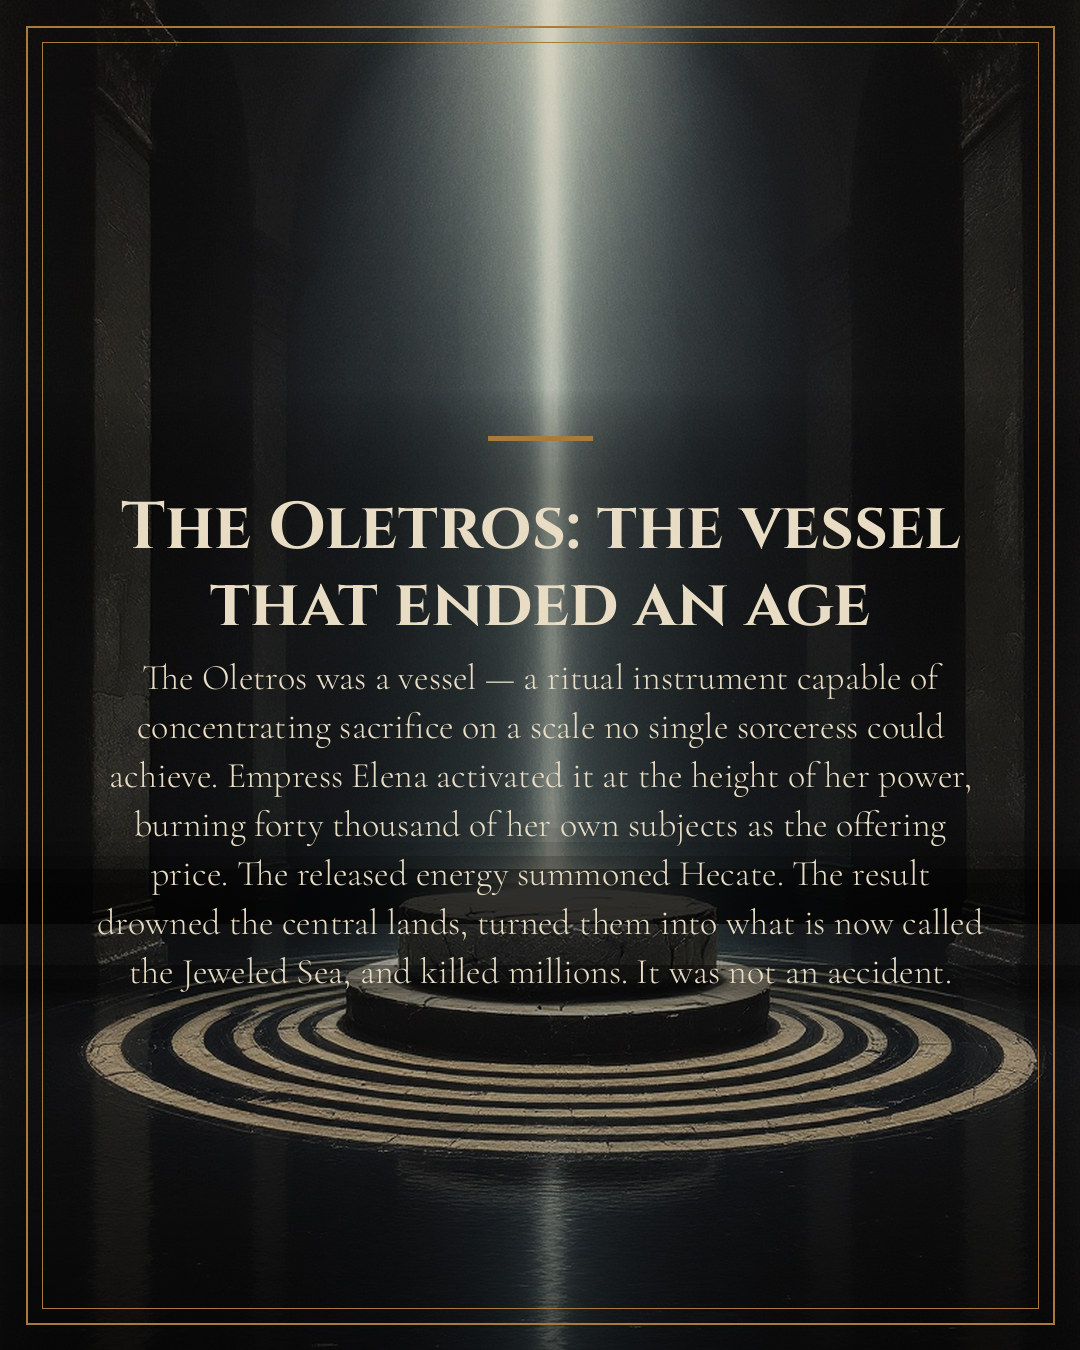 The Oletros: the vessel
that ended an age
The Oletros was a vessel — a ritual instrument capable of
concentrating sacrifice on a scale no single sorceress could
achieve. Empress Elena activated it at the height of her power,
burning forty thousand of her own subjects as the offering
price. The released energy summoned Hecate. The result
drowned the central lands, turned them into what is now called
the Jeweled Sea, and killed millions. It was not an accident.